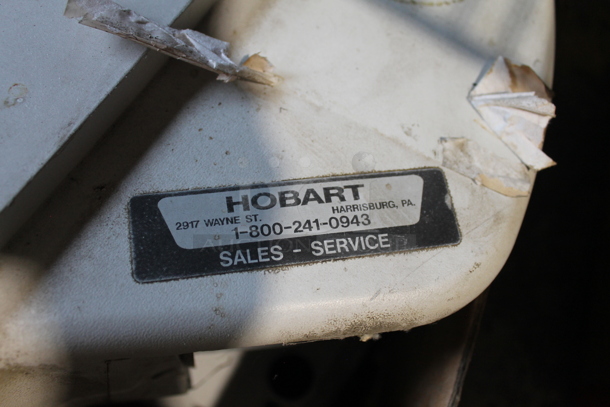 HOBART
2917 WAYNE ST. HARRISBURG, PA.
1-800-241-0943
SALES - SERVICE